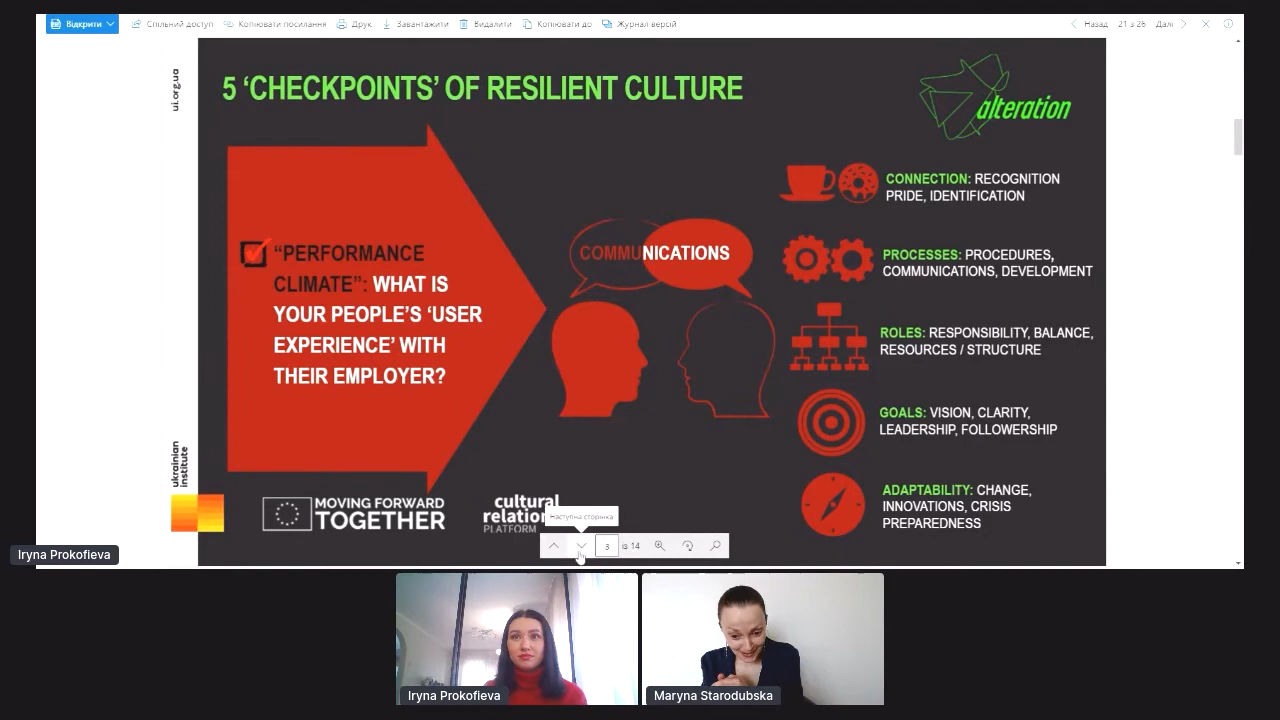 Відкрити
Спільний доступ
Копіювати посилання
Друк
Завантажити
Видалити
Копіювати до
Журнал версій
Назад
21 з 26
Далі
ui.org.ua
5 ‘CHECKPOINTS’ OF RESILIENT CULTURE
alteration
“PERFORMANCE
CLIMATE”: WHAT IS
YOUR PEOPLE’S ‘USER
EXPERIENCE’ WITH
THEIR EMPLOYER?
COMMUNICATIONS
CONNECTION: RECOGNITION
PRIDE, IDENTIFICATION
PROCESSES: PROCEDURES,
COMMUNICATIONS, DEVELOPMENT
ROLES: RESPONSIBILITY, BALANCE,
RESOURCES / STRUCTURE
GOALS: VISION, CLARITY,
LEADERSHIP, FOLLOWERSHIP
ADAPTABILITY: CHANGE,
INNOVATIONS, CRISIS
PREPAREDNESS
ukrainian
institute
MOVING FORWARD
TOGETHER
cultural
relation
PLATFORM
Наступна сторінка
3 із 14
Iryna Prokofieva
Iryna Prokofieva
Maryna Starodubska